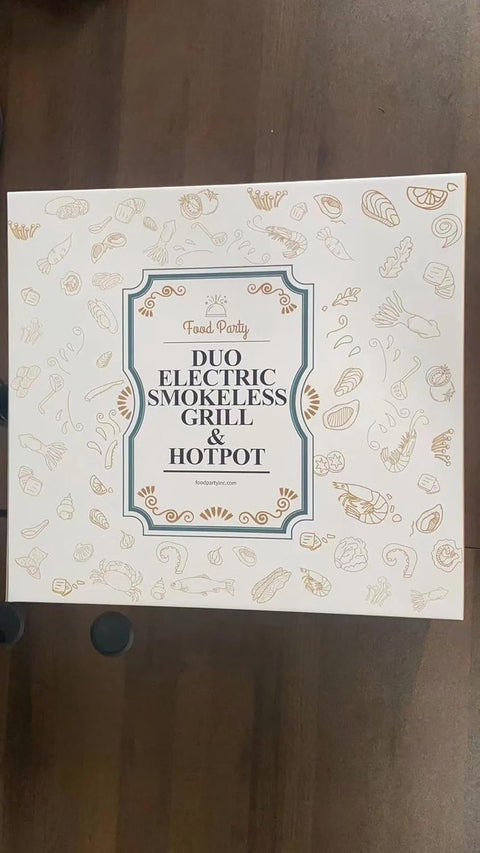 Food Party
DUO
ELECTRIC
SMOKELESS
GRILL
&
HOTPOT
foodpartyinc.com